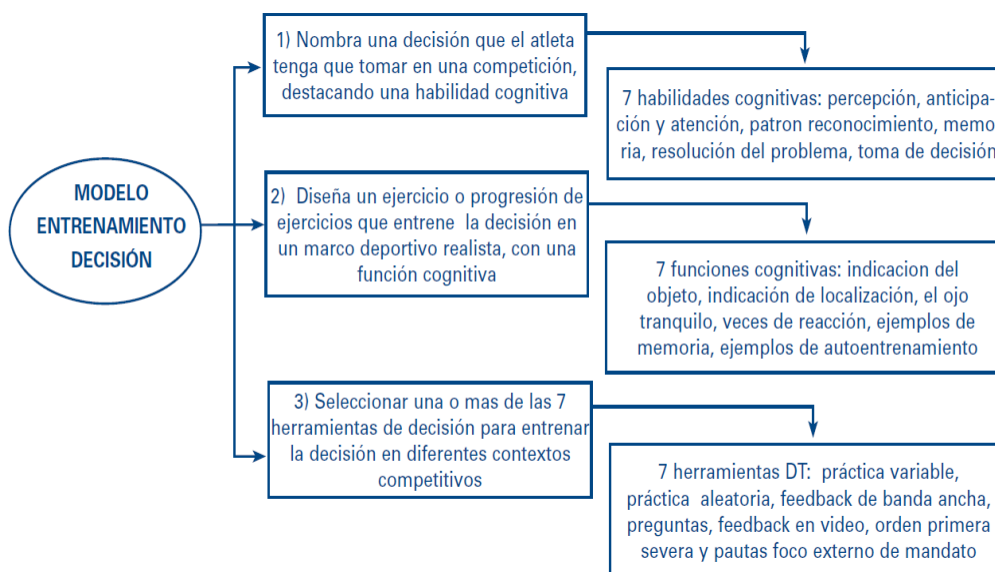 MODELO
ENTRENAMIENTO
DECISIÓN
1) Nombra una decisión que el atleta
tenga que tomar en una competición,
destacando una habilidad cognitiva
7 habilidades cognitivas: percepción, anticipa-
ción y atención, patron reconocimiento, memo-
ria, resolución del problema, toma de decisión
2) Diseña un ejercicio o progresión de
ejercicios que entrene la decisión en
un marco deportivo realista, con una
función cognitiva
7 funciones cognitivas: indicacion del
objeto, indicación de localización, el ojo
tranquilo, veces de reacción, ejemplos de
memoria, ejemplos de autoentrenamiento
3) Seleccionar una o mas de las 7
herramientas de decisión para entrenar
la decisión en diferentes contextos
competitivos
7 herramientas DT: práctica variable,
práctica aleatoria, feedback de banda ancha,
preguntas, feedback en video, orden primera
severa y pautas foco externo de mandato